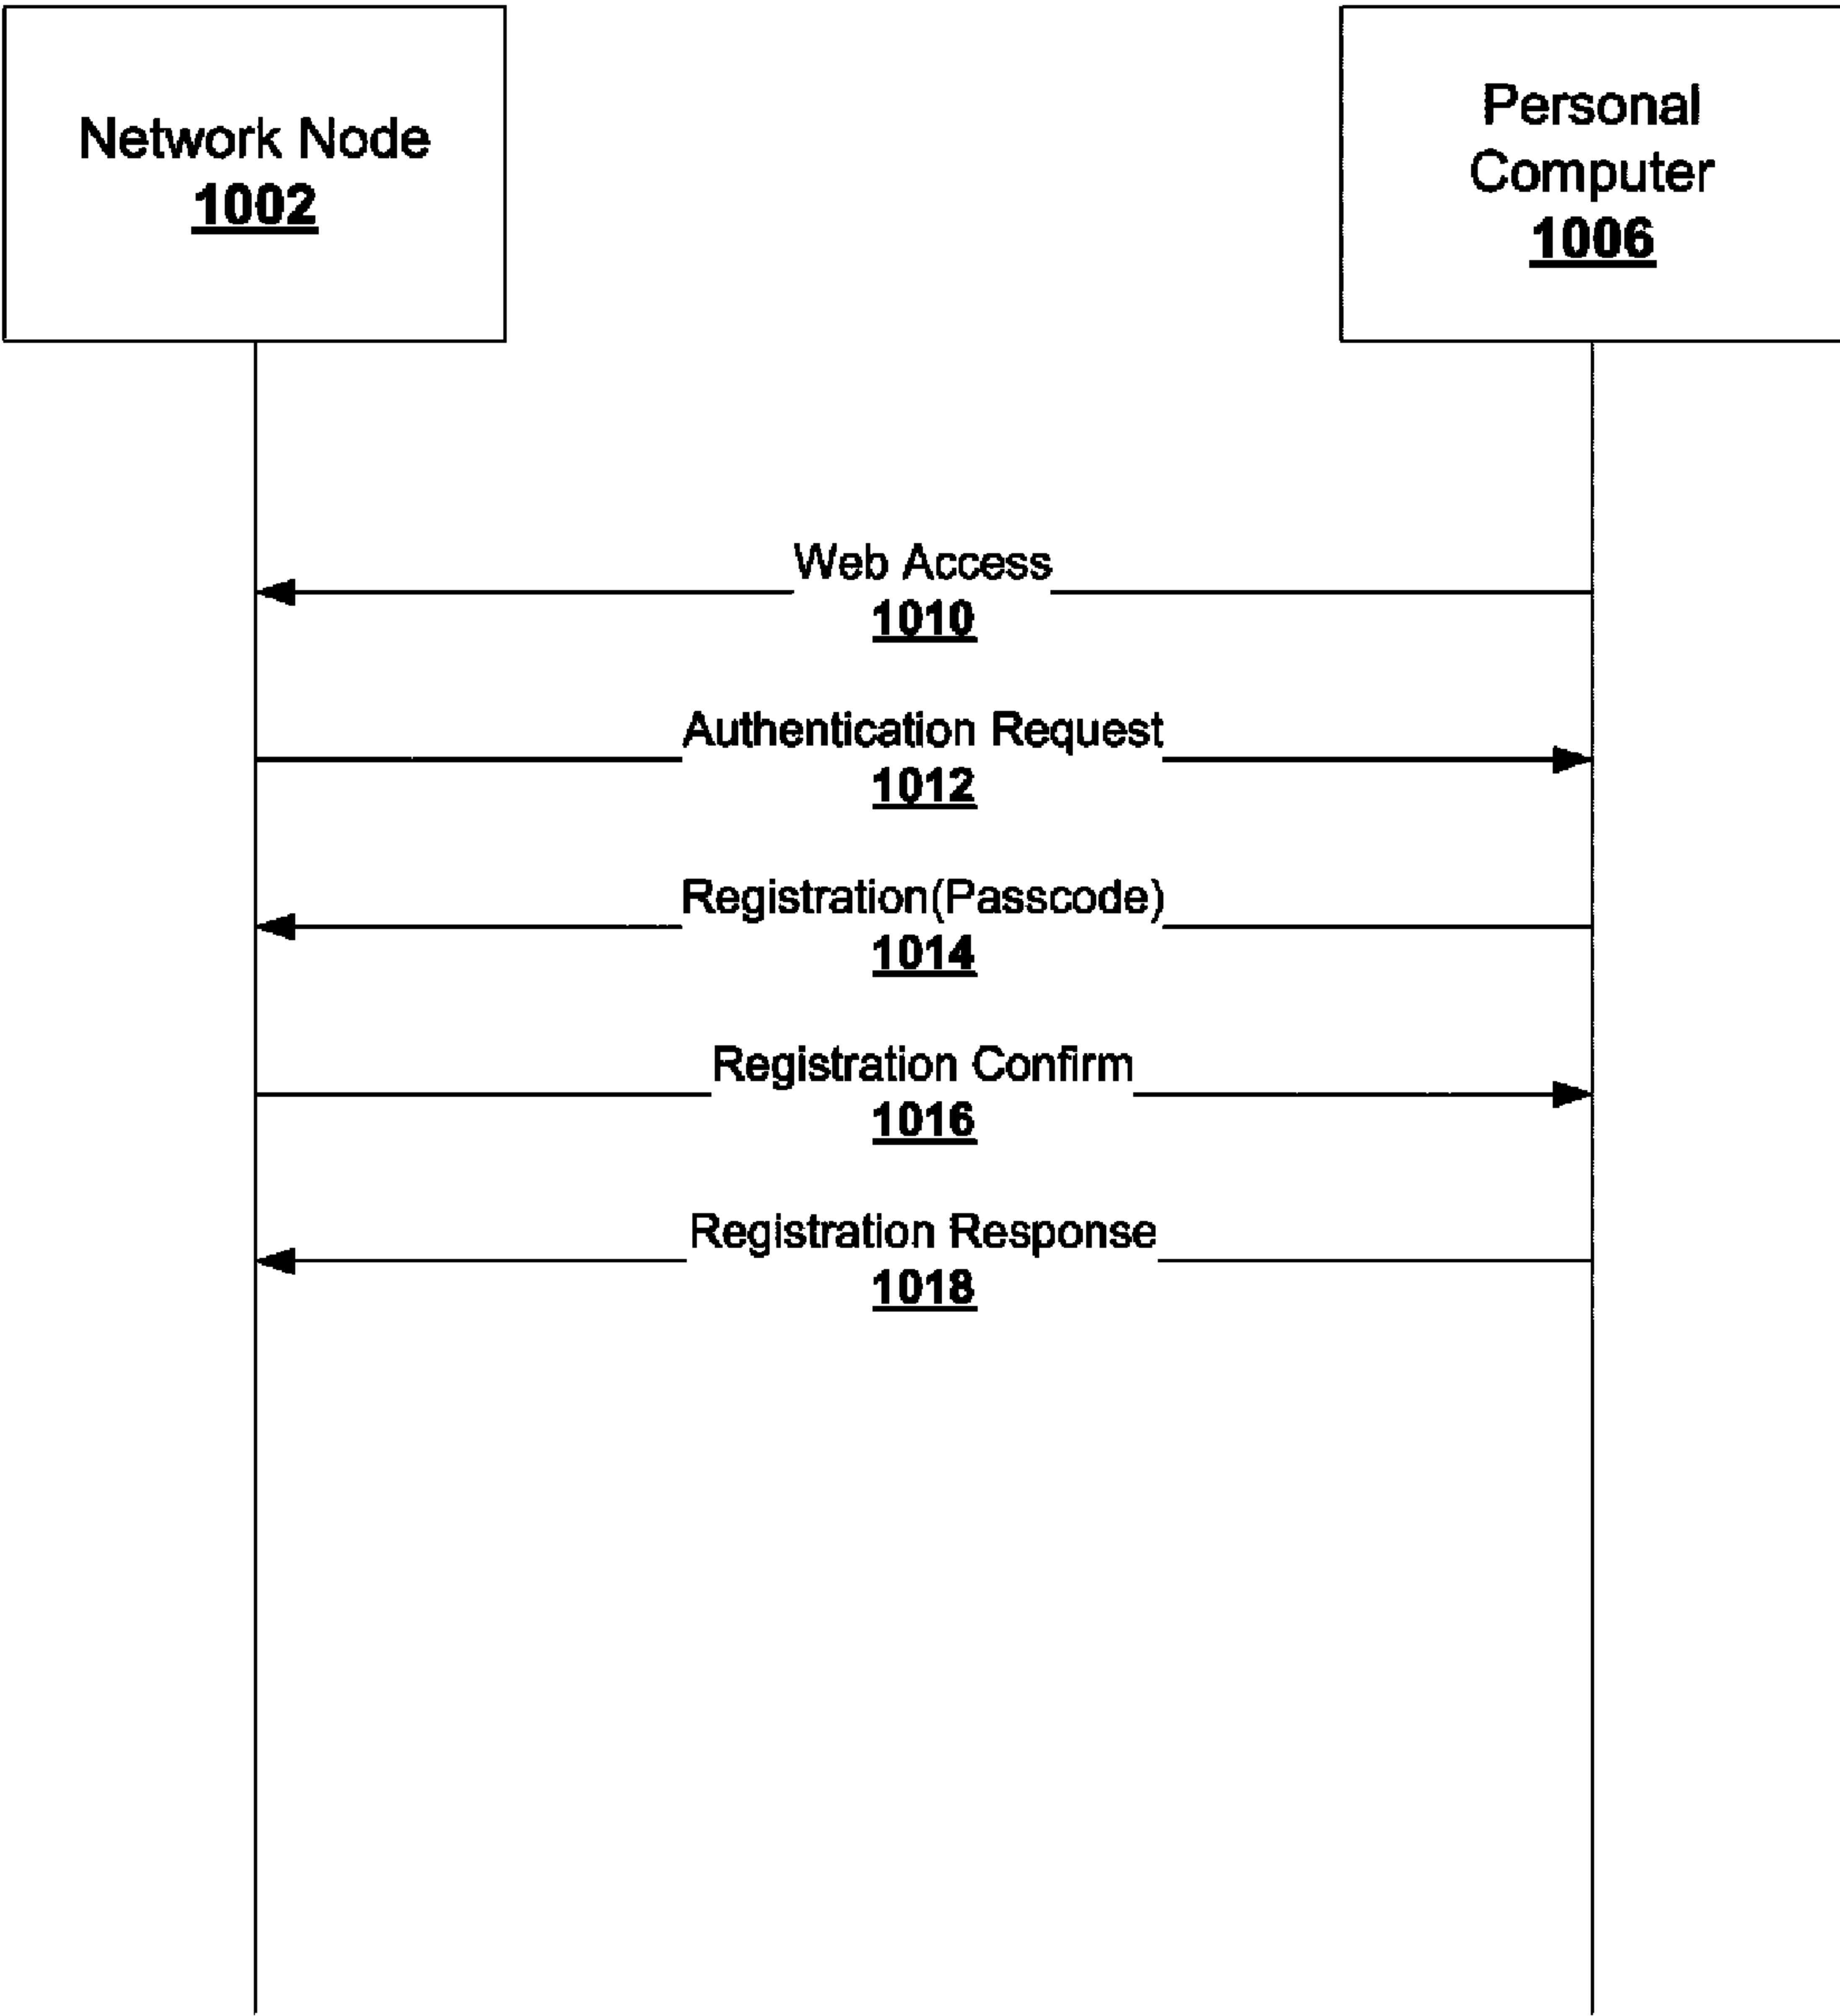 Network Node
1002
Personal
Computer
1006
Web Access
1010
Authentication Request
1012
Registration(Passcode)
1014
Registration Confirm
1016
Registration Response
1018